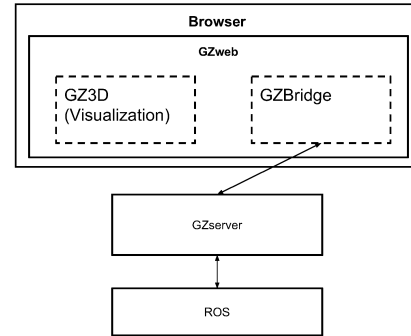 Browser
GZweb
GZ3D
(Visualization)
GZBridge
GZserver
ROS